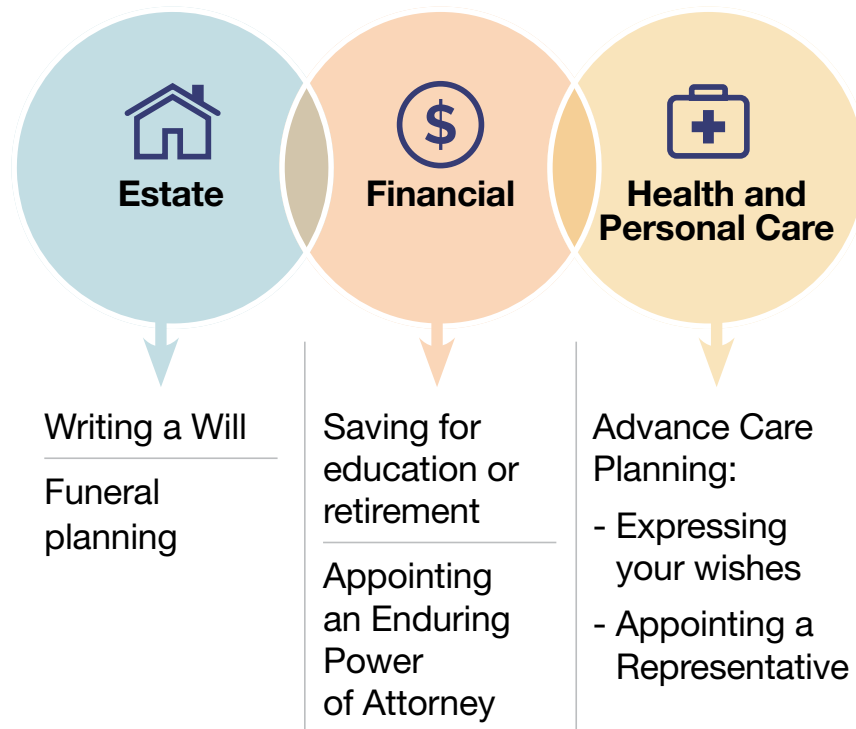 Estate
Financial
Health and
Personal Care
Writing a Will
Funeral
planning
Saving for
education or
retirement
Appointing
an Enduring
Power
of Attorney
Advance Care
Planning:
- Expressing
your wishes
- Appointing a
Representative